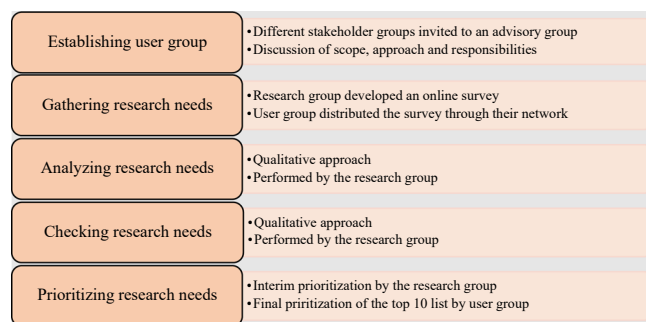 Establishing user group
•Different stakeholder groups invited to an advisory group
•Discussion of scope, approach and responsibilities
Gathering research needs
•Research group developed an online survey
•User group distributed the survey through their network
Analyzing research needs
•Qualitative approach
•Performed by the research group
Checking research needs
•Qualitative approach
•Performed by the research group
Prioritizing research needs
•Interim prioritization by the research group
•Final priritization of the top 10 list by user group